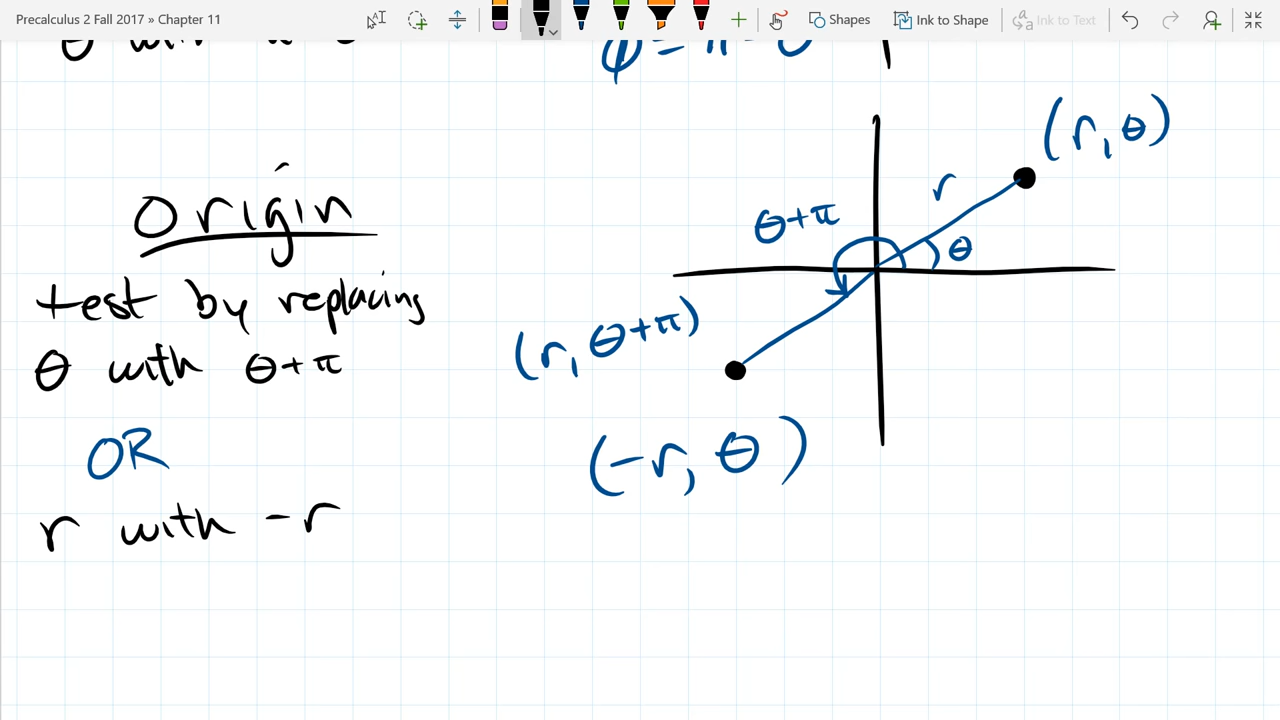 Precalculus 2 Fall 2017 » Chapter 11
Shapes
Ink to Shape
Ink to Text
θ with
φ = π - θ
origin
test by replacing
θ with θ+π
OR
r with -r
(r, θ)
r
θ+π
θ
(r, θ+π)
(-r, θ)